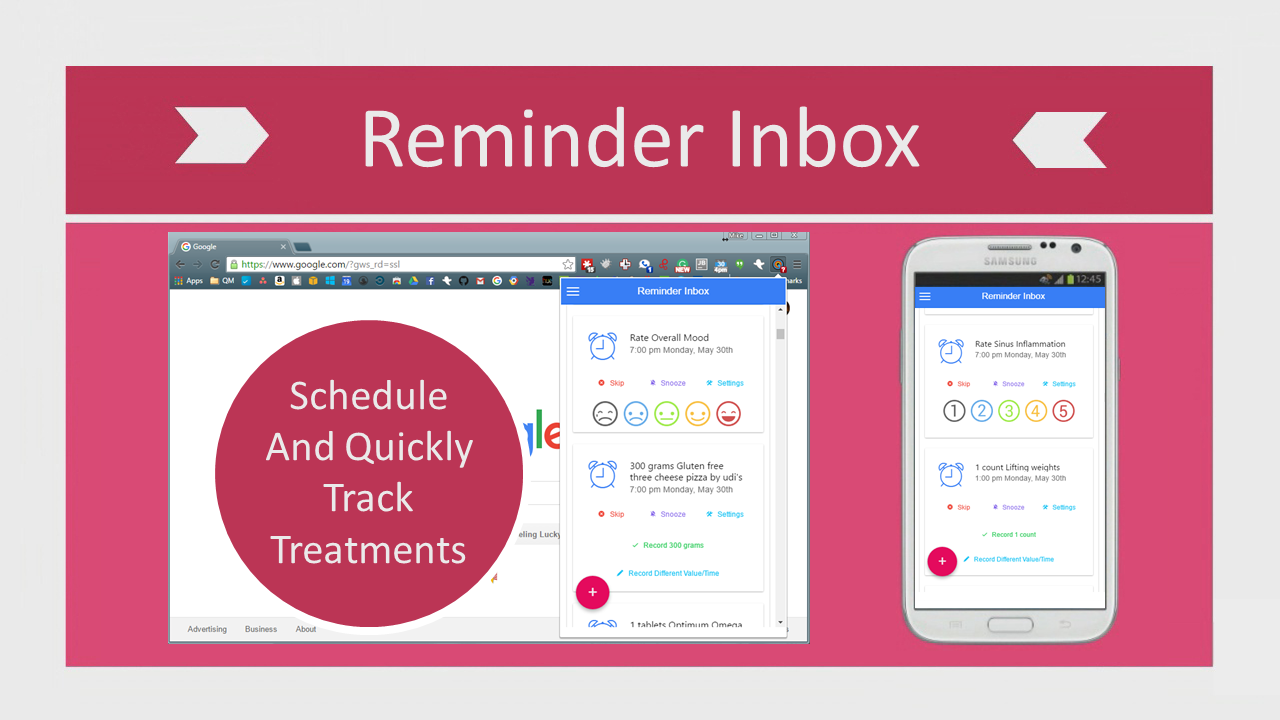 Reminder Inbox
Google
https://www.google.com/?gws_rd=ssl
Apps QM
Reminder Inbox
Rate Overall Mood
7:00 pm Monday, May 30th
Skip Snooze Settings
300 grams Gluten free
three cheese pizza by udi's
7:00 pm Monday, May 30th
Skip Snooze Settings
Record 300 grams
Record Different Value/Time
+
1 tablets Optimum Omega
Schedule
And Quickly
Track
Treatments
eling Lucky
Advertising Business About
SAMSUNG
12:45
Reminder Inbox
Rate Sinus Inflammation
7:00 pm Monday, May 30th
Skip Snooze Settings
1 2 3 4 5
1 count Lifting weights
1:00 pm Monday, May 30th
Skip Snooze Settings
Record 1 count
+
Record Different Value/Time